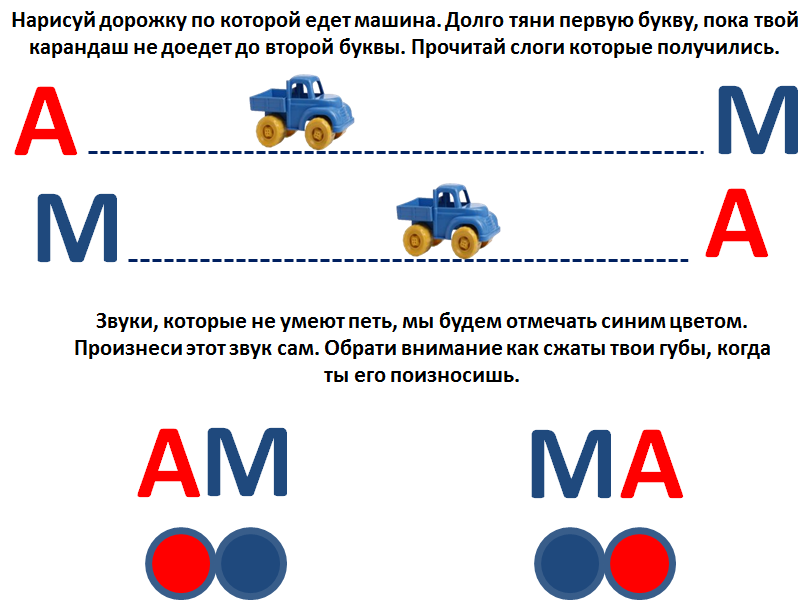 Нарисуй дорожку по которой едет машина. Долго тяни первую букву, пока твой
карандаш не доедет до второй буквы. Прочитай слоги которые получились.
А М
М А
Звуки, которые не умеют петь, мы будем отмечать синим цветом.
Произнеси этот звук сам. Обрати внимание как сжаты твои губы, когда
ты его поизносишь.
АМ МА